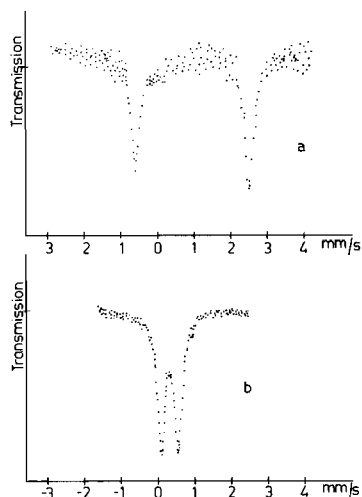 Transmission
a
3 2 1 0 1 2 3 4 mm/s
Transmission
b
-3 -2 -1 0 1 2 3 4 mm/s